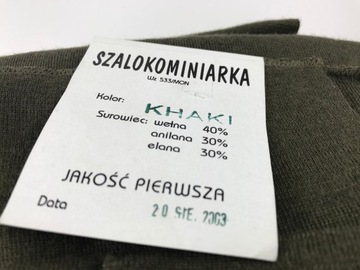 SZALOKOMINIARKA
Wz 533/MON
Kolor: KHAKI
Surowiec: wełna 40%
anilana 30%
elana 30%
JAKOŚĆ PIERWSZA
Data 20 SIE. 2003